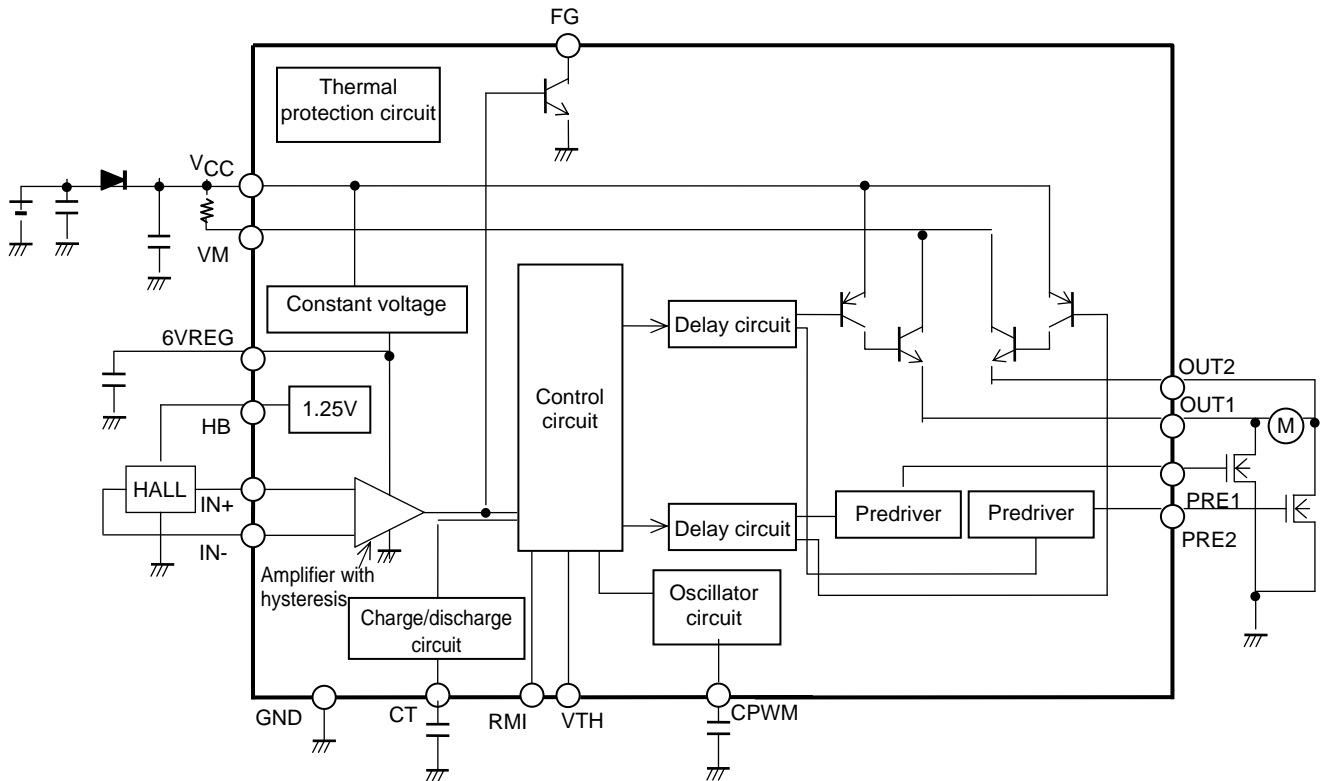 FG
Thermal
protection circuit
VCC
VM
Constant voltage
6VREG
1.25V
HB
HALL
IN+
IN-
Amplifier with
hysteresis
Charge/discharge
circuit
Control
circuit
Delay circuit
Delay circuit
Predriver
Predriver
Oscillator
circuit
OUT2
OUT1
M
PRE1
PRE2
GND
CT
RMI
VTH
CPWM